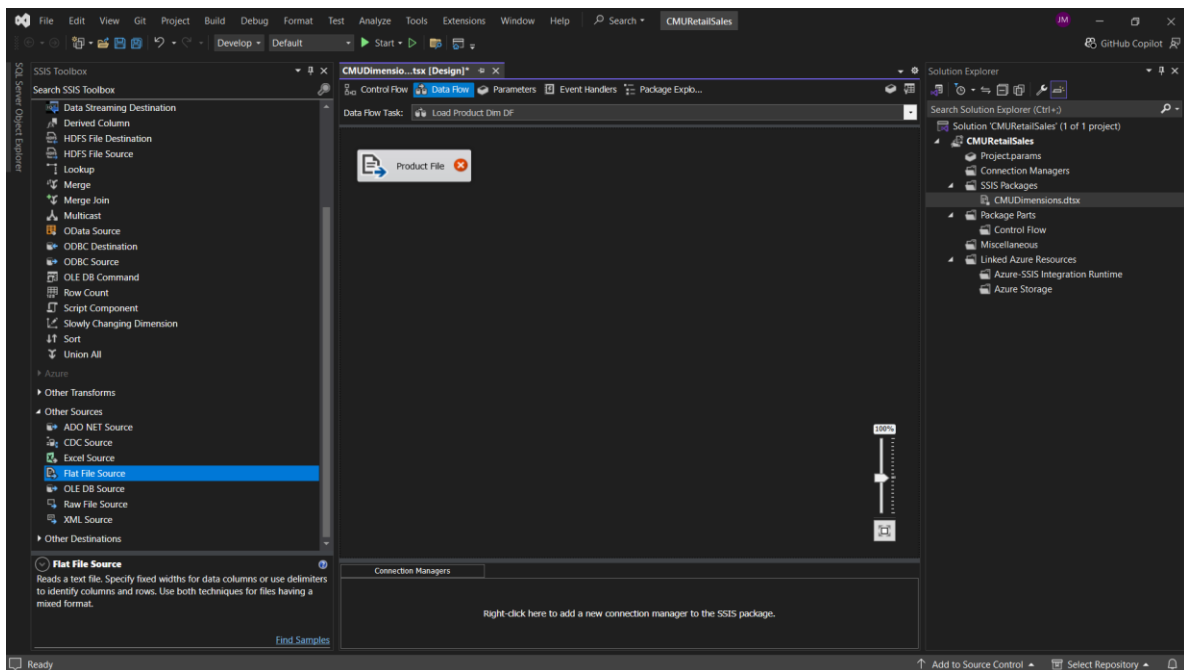 File Edit View Git Project Build Debug Format Test Analyze Tools Extensions Window Help Search CMURetailSales JM
Develop Default Start GitHub Copilot
SQL Server Object Explorer
SSIS Toolbox
Search SSIS Toolbox
Data Streaming Destination
Derived Column
HDFS File Destination
HDFS File Source
Lookup
Merge
Merge Join
Multicast
OData Source
ODBC Destination
ODBC Source
OLE DB Command
Row Count
Script Component
Slowly Changing Dimension
Sort
Union All
Azure
Other Transforms
Other Sources
ADO NET Source
CDC Source
Excel Source
Flat File Source
OLE DB Source
Raw File Source
XML Source
Other Destinations
Flat File Source
Reads a text file. Specify fixed widths for data columns or use delimiters
to identify columns and rows. Use both techniques for files having a
mixed format.
Find Samples
CMUDimensio...tsx [Design]*
Control Flow Data Flow Parameters Event Handlers Package Explo...
Data Flow Task: Load Product Dim DF
Product File
100%
Connection Managers
Right-click here to add a new connection manager to the SSIS package.
Solution Explorer
Search Solution Explorer (Ctrl+;)
Solution 'CMURetailSales' (1 of 1 project)
CMURetailSales
Project.params
Connection Managers
SSIS Packages
CMUDimensions.dtsx
Package Parts
Control Flow
Miscellaneous
Linked Azure Resources
Azure-SSIS Integration Runtime
Azure Storage
Ready Add to Source Control Select Repository